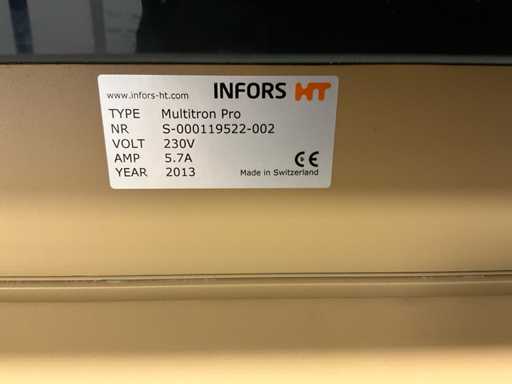 www.infors-ht.com INFORS HT
TYPE Multitron Pro
NR S-000119522-002
VOLT 230V
AMP 5.7A
YEAR 2013
CE
Made in Switzerland